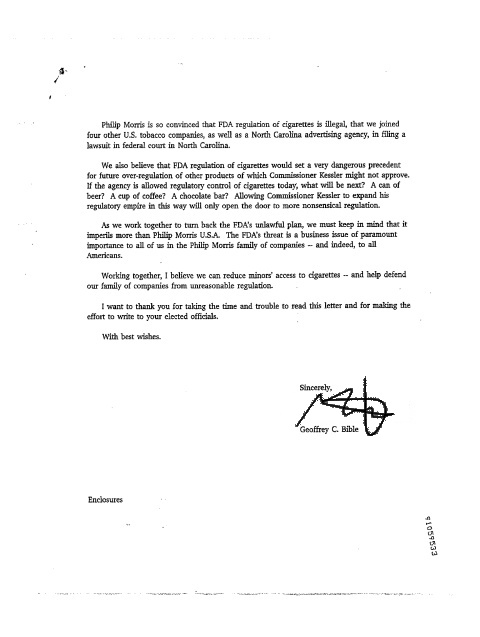 Philip Morris is so convinced that FDA regulation of cigarettes is illegal, that we joined
four other U.S. tobacco companies, as well as a North Carolina advertising agency, in filing a
lawsuit in federal court in North Carolina.
We also believe that FDA regulation of cigarettes would set a very dangerous precedent
for future over-regulation of other products of which Commissioner Kessler might not approve.
If the agency is allowed regulatory control of cigarettes today, what will be next? A can of
beer? A cup of coffee? A chocolate bar? Allowing Commissioner Kessler to expand his
regulatory empire in this way will only open the door to more nonsensical regulation.
As we work together to turn back the FDA's unlawful plan, we must keep in mind that it
imperils more than Philip Morris U.S.A. The FDA's threat is a business issue of paramount
importance to all of us in the Philip Morris family of companies -- and indeed, to all
Americans.
Working together, I believe we can reduce minors' access to cigarettes -- and help defend
our family of companies from unreasonable regulation.
I want to thank you for taking the time and trouble to read this letter and for making the
effort to write to your elected officials.
With best wishes.
Sincerely,
Geoffrey C. Bible
Enclosures